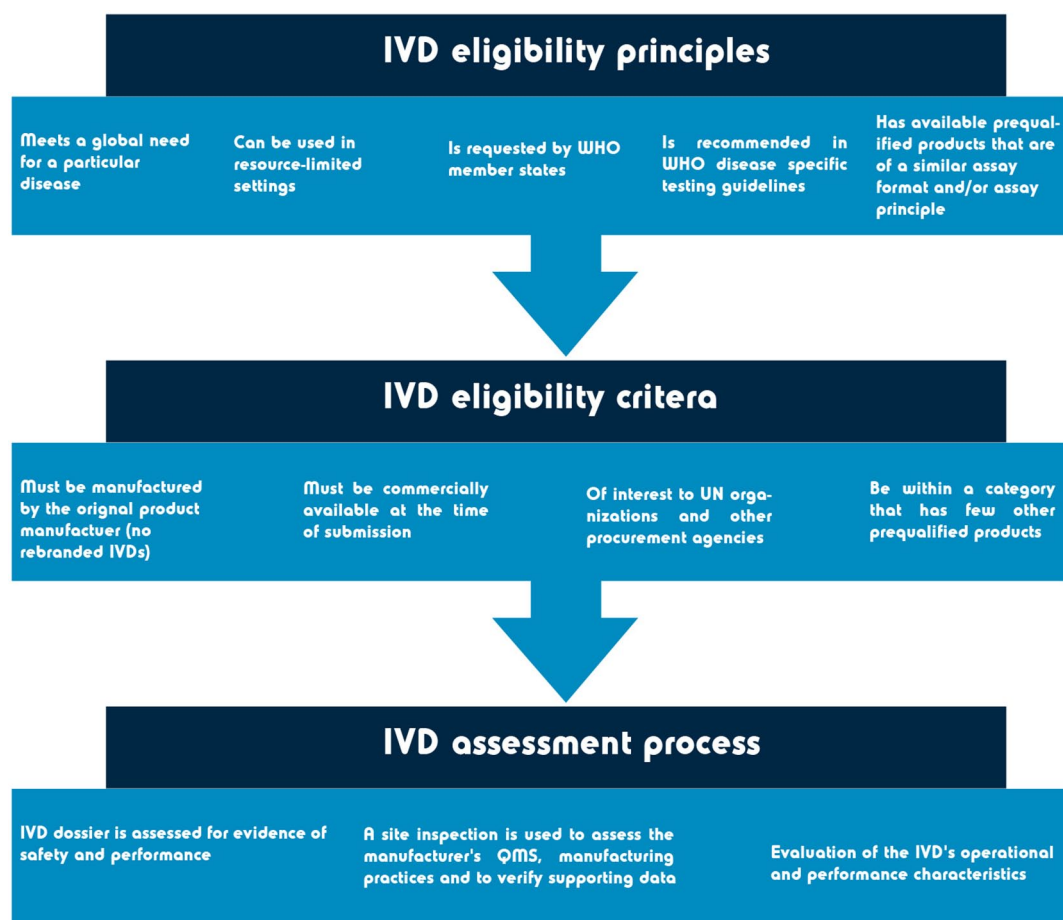 IVD eligibility principles
Meets a global need
for a particular
disease
Can be used in
resource-limited
settings
Is requested by WHO
member states
Is recommended in
WHO disease specific
testing guidelines
Has available prequal-
ified products that are
of a similar assay
format and/or assay
principle
IVD eligibility critera
Must be manufactured
by the orignal product
manufactuer (no
rebranded IVDs)
Must be commercially
available at the time
of submission
Of interest to UN orga-
nizations and other
procurement agencies
Be within a category
that has few other
prequalified products
IVD assessment process
IVD dossier is assessed for evidence of
safety and performance
A site inspection is used to assess the
manufacturer's QMS, manufacturing
practices and to verify supporting data
Evaluation of the IVD's operational
and performance characteristics